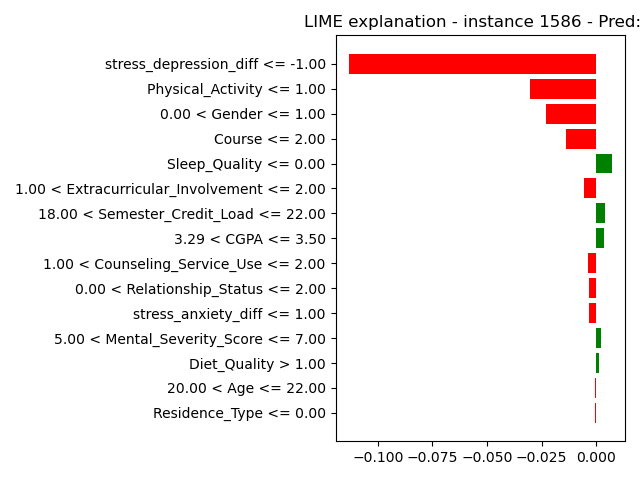 LIME explanation - instance 1586 - Pred:
stress_depression_diff <= -1.00
Physical_Activity <= 1.00
0.00 < Gender <= 1.00
Course <= 2.00
Sleep_Quality <= 0.00
1.00 < Extracurricular_Involvement <= 2.00
18.00 < Semester_Credit_Load <= 22.00
3.29 < CGPA <= 3.50
1.00 < Counseling_Service_Use <= 2.00
0.00 < Relationship_Status <= 2.00
stress_anxiety_diff <= 1.00
5.00 < Mental_Severity_Score <= 7.00
Diet_Quality > 1.00
20.00 < Age <= 22.00
Residence_Type <= 0.00
−0.100 −0.075 −0.050 −0.025 0.000